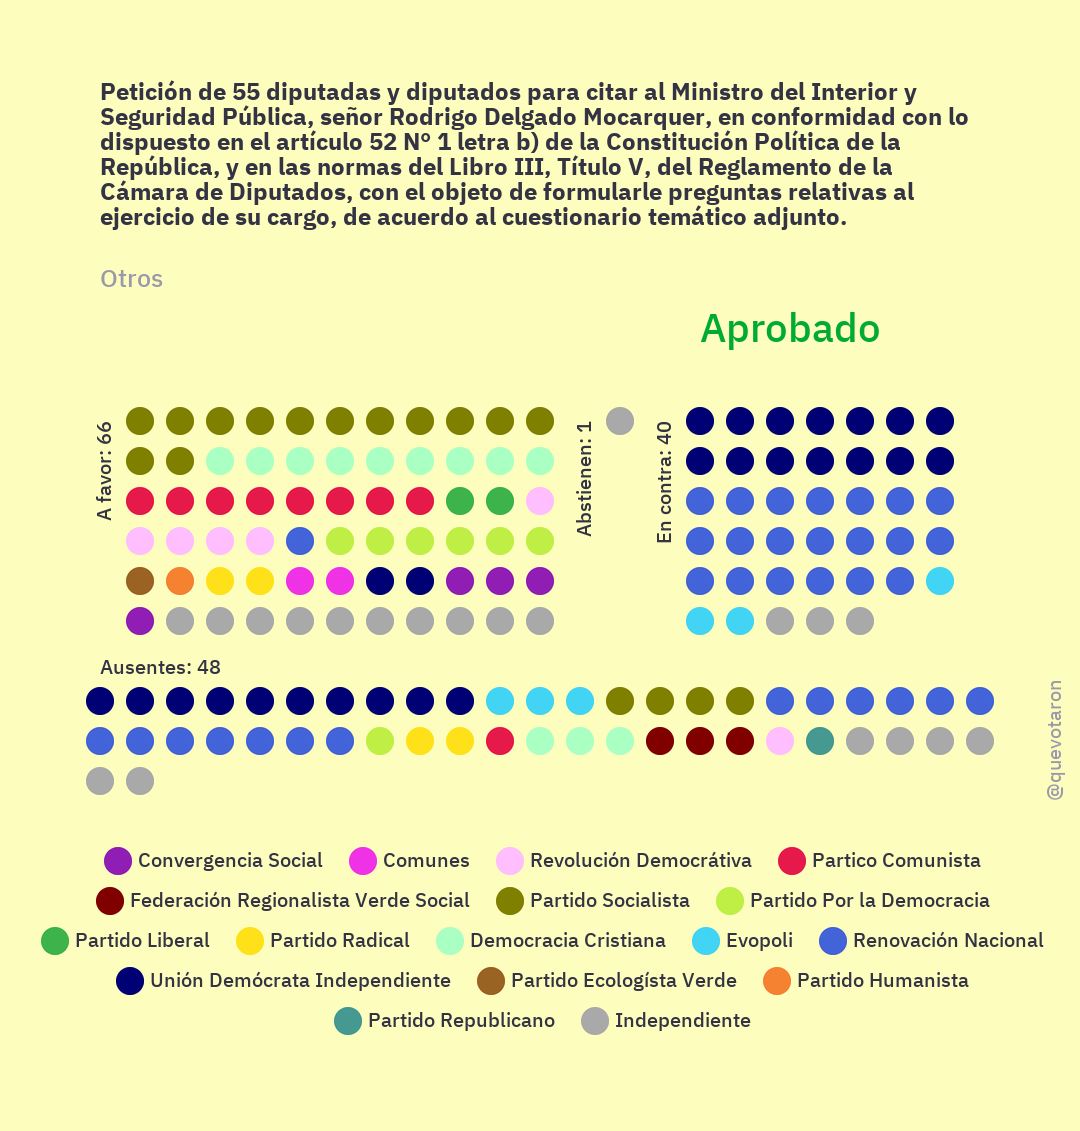 Petición de 55 diputadas y diputados para citar al Ministro del Interior y
Seguridad Pública, señor Rodrigo Delgado Mocarquer, en conformidad con lo
dispuesto en el artículo 52 N° 1 letra b) de la Constitución Política de la
República, y en las normas del Libro III, Título V, del Reglamento de la
Cámara de Diputados, con el objeto de formularle preguntas relativas al
ejercicio de su cargo, de acuerdo al cuestionario temático adjunto.
Otros
Aprobado
A favor: 66
Abstienen: 1
En contra: 40
Ausentes: 48
@quevotaron
Convergencia Social Comunes Revolución Democrátiva Partico Comunista
Federación Regionalista Verde Social Partido Socialista Partido Por la Democracia
Partido Liberal Partido Radical Democracia Cristiana Evopoli Renovación Nacional
Unión Demócrata Independiente Partido Ecologísta Verde Partido Humanista
Partido Republicano Independiente